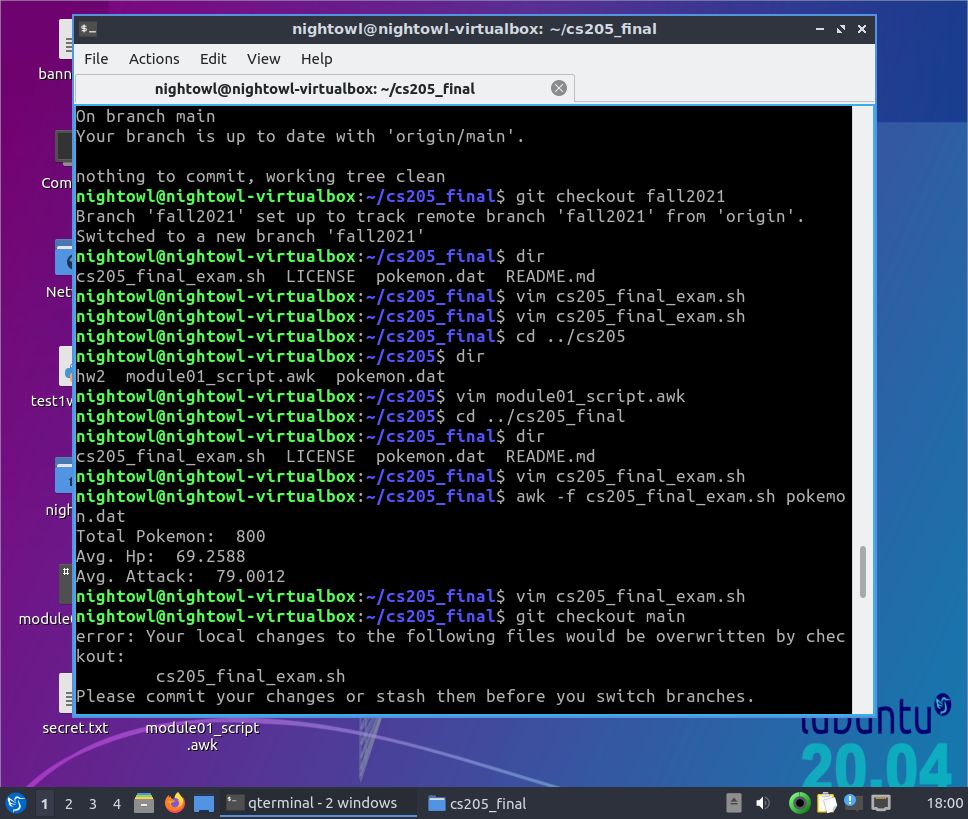 nightowl@nightowl-virtualbox: ~/cs205_final
File Actions Edit View Help
nightowl@nightowl-virtualbox: ~/cs205_final
On branch main
Your branch is up to date with 'origin/main'.
nothing to commit, working tree clean
nightowl@nightowl-virtualbox:~/cs205_final$ git checkout fall2021
Branch 'fall2021' set up to track remote branch 'fall2021' from 'origin'.
Switched to a new branch 'fall2021'
nightowl@nightowl-virtualbox:~/cs205_final$ dir
cs205_final_exam.sh LICENSE pokemon.dat README.md
nightowl@nightowl-virtualbox:~/cs205_final$ vim cs205_final_exam.sh
nightowl@nightowl-virtualbox:~/cs205_final$ vim cs205_final_exam.sh
nightowl@nightowl-virtualbox:~/cs205_final$ cd ../cs205
nightowl@nightowl-virtualbox:~/cs205$ dir
hw2 module01_script.awk pokemon.dat
nightowl@nightowl-virtualbox:~/cs205$ vim module01_script.awk
nightowl@nightowl-virtualbox:~/cs205$ cd ../cs205_final
nightowl@nightowl-virtualbox:~/cs205_final$ dir
cs205_final_exam.sh LICENSE pokemon.dat README.md
nightowl@nightowl-virtualbox:~/cs205_final$ vim cs205_final_exam.sh
nightowl@nightowl-virtualbox:~/cs205_final$ awk -f cs205_final_exam.sh pokemo
n.dat
Total Pokemon: 800
Avg. Hp: 69.2588
Avg. Attack: 79.0012
nightowl@nightowl-virtualbox:~/cs205_final$ vim cs205_final_exam.sh
nightowl@nightowl-virtualbox:~/cs205_final$ git checkout main
error: Your local changes to the following files would be overwritten by chec
kout:
cs205_final_exam.sh
Please commit your changes or stash them before you switch branches.
bann
Com
Net
test1w
nigh
module
secret.txt
module01_script
.awk
lubuntu
20.04
1 2 3 4
qterminal - 2 windows
cs205_final
18:00